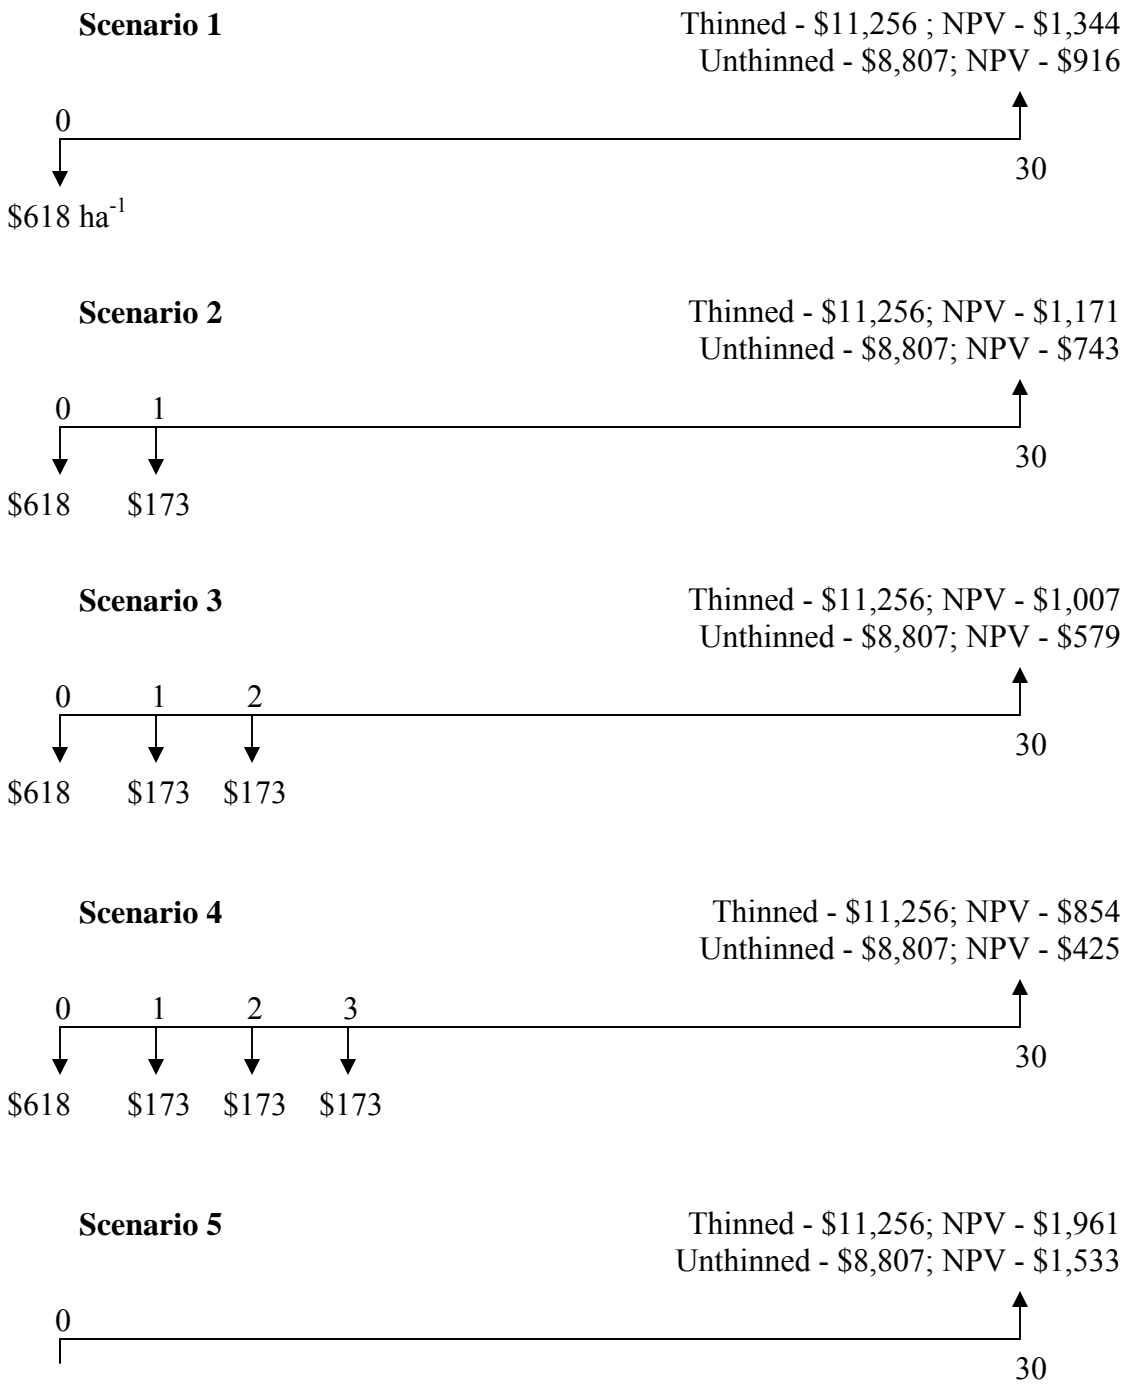 Scenario 1
Thinned - $11,256 ; NPV - $1,344
Unthinned - $8,807; NPV - $916
0
30
$618 ha-1
Scenario 2
Thinned - $11,256; NPV - $1,171
Unthinned - $8,807; NPV - $743
0 1
30
$618 $173
Scenario 3
Thinned - $11,256; NPV - $1,007
Unthinned - $8,807; NPV - $579
0 1 2
30
$618 $173 $173
Scenario 4
Thinned - $11,256; NPV - $854
Unthinned - $8,807; NPV - $425
0 1 2 3
30
$618 $173 $173 $173
Scenario 5
Thinned - $11,256; NPV - $1,961
Unthinned - $8,807; NPV - $1,533
0
30